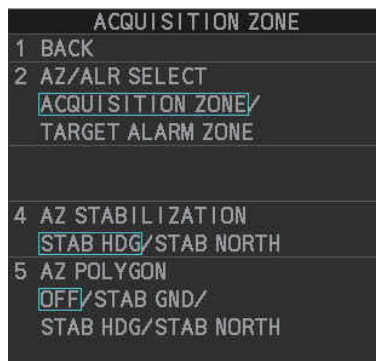 ACQUISITION ZONE
1 BACK
2 AZ/ALR SELECT
ACQUISITION ZONE/
TARGET ALARM ZONE
4 AZ STABILIZATION
STAB HDG/STAB NORTH
5 AZ POLYGON
OFF/STAB GND/
STAB HDG/STAB NORTH